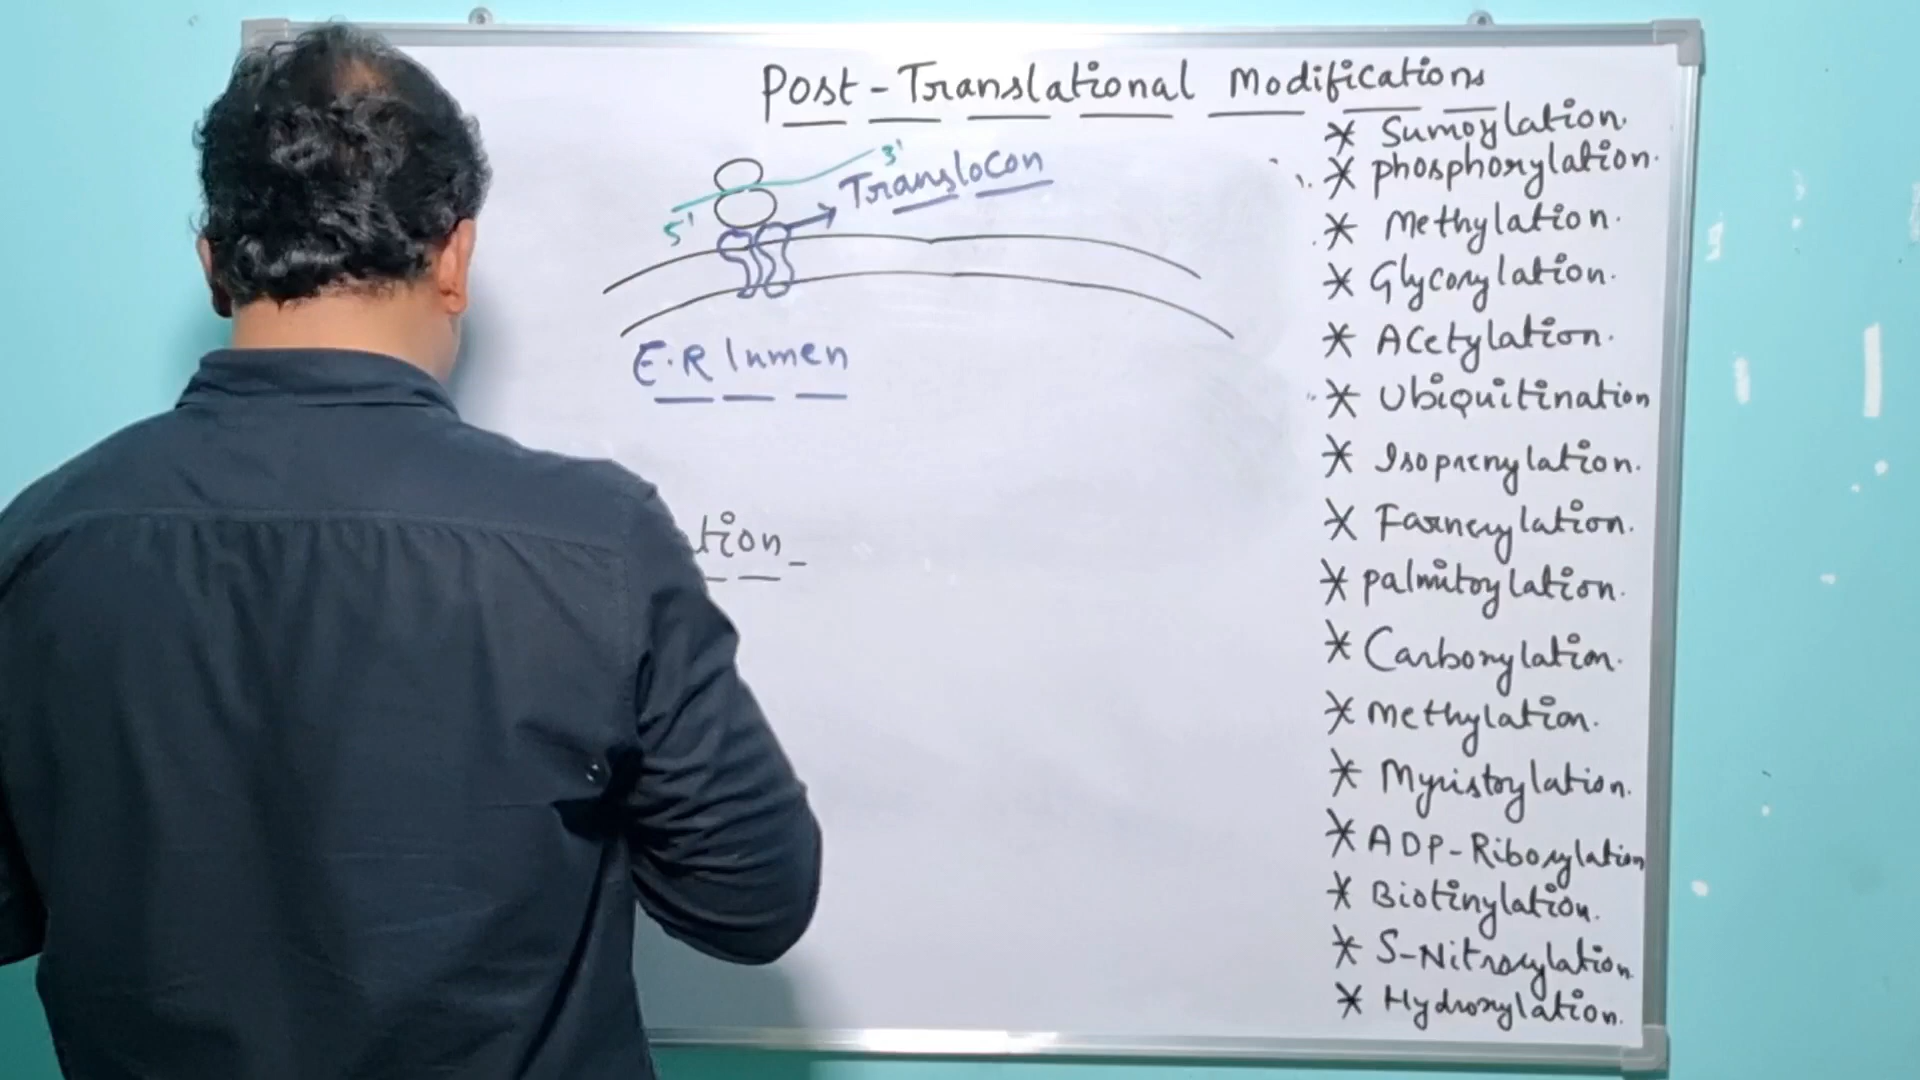 Post-Translational Modifications
* Sumoylation.
* phosphorylation.
* Methylation.
* Glycosylation.
* Acetylation.
* Ubiquitination
* Isoprenylation.
* Farnesylation.
* palmitoylation.
* Carboxylation.
* Methylation.
* Myristoylation.
* ADP-Ribosylation
* Biotinylation.
* S-Nitrosylation.
* Hydroxylation.
3'
Translocon
5'
E.R lumen
tion